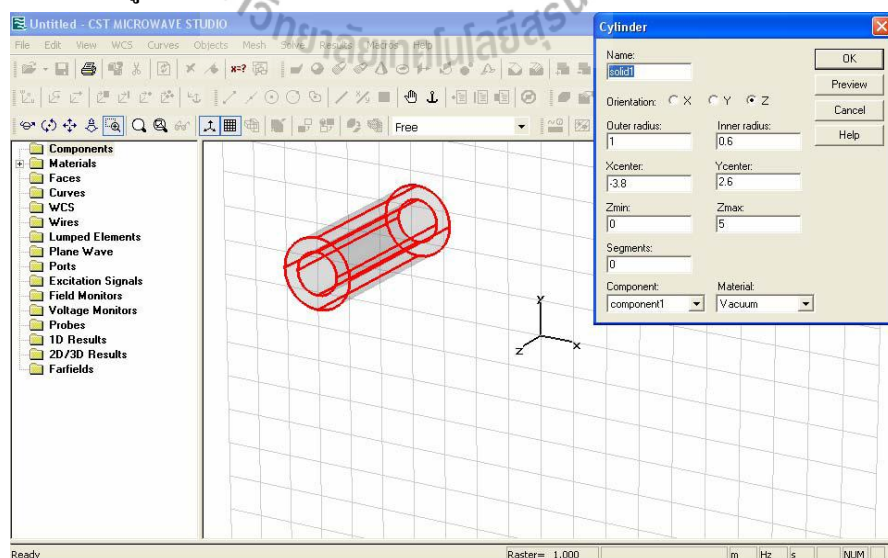 Untitled - CST MICROWAVE STUDIO
File Edit View WCS Curves Objects Mesh Solve Results Macros Help
Free
Components
Materials
Faces
Curves
WCS
Wires
Lumped Elements
Plane Wave
Ports
Excitation Signals
Field Monitors
Voltage Monitors
Probes
1D Results
2D/3D Results
Farfields
Y
Z
X
Cylinder
Name:
solid1
OK
Preview
Cancel
Help
Orientation: X Y Z
Outer radius: Inner radius:
1 0.6
Xcenter: Ycenter:
-3.8 2.6
Zmin: Zmax:
0 5
Segments:
0
Component: Material:
component1 Vacuum
Ready Raster= 1.000 m Hz s NUM